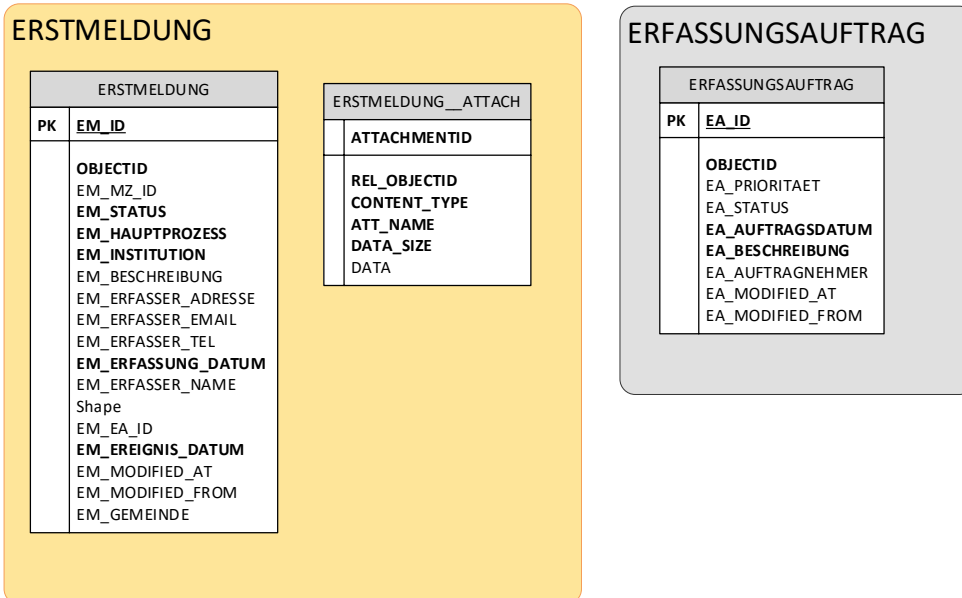 ERSTMELDUNG
ERSTMELDUNG
PK EM_ID
OBJECTID
EM_MZ_ID
EM_STATUS
EM_HAUPTPROZESS
EM_INSTITUTION
EM_BESCHREIBUNG
EM_ERFASSER_ADRESSE
EM_ERFASSER_EMAIL
EM_ERFASSER_TEL
EM_ERFASSUNG_DATUM
EM_ERFASSER_NAME
Shape
EM_EA_ID
EM_EREIGNIS_DATUM
EM_MODIFIED_AT
EM_MODIFIED_FROM
EM_GEMEINDE
ERSTMELDUNG__ATTACH
ATTACHMENTID
REL_OBJECTID
CONTENT_TYPE
ATT_NAME
DATA_SIZE
DATA
ERFASSUNGSAUFTRAG
ERFASSUNGSAUFTRAG
PK EA_ID
OBJECTID
EA_PRIORITAET
EA_STATUS
EA_AUFTRAGSDATUM
EA_BESCHREIBUNG
EA_AUFTRAGNEHMER
EA_MODIFIED_AT
EA_MODIFIED_FROM